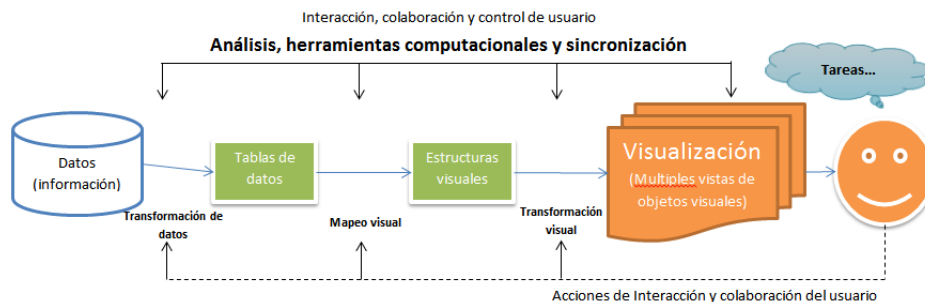 Interacción, colaboración y control de usuario
Análisis, herramientas computacionales y sincronización
Tareas...
Datos
(información)
Tablas de
datos
Estructuras
visuales
Visualización
(Multiples vistas de
objetos visuales)
Transformación de
datos
Mapeo visual
Transformación
visual
Acciones de Interacción y colaboración del usuario